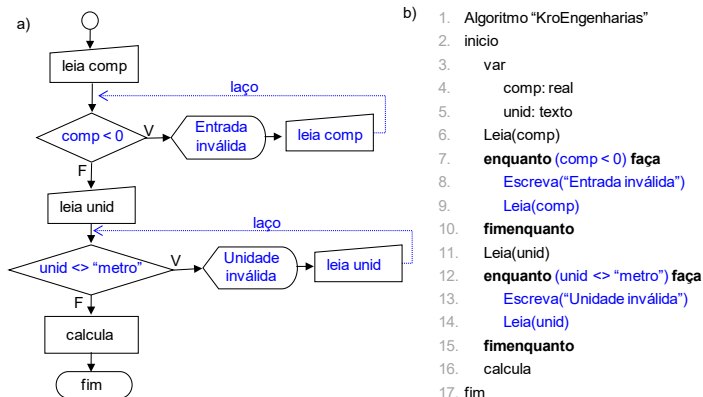 a)
leia comp
laço
comp < 0
V
Entrada
inválida
leia comp
F
leia unid
laço
unid <> “metro”
V
Unidade
inválida
leia unid
F
calcula
fim
b)
1. Algoritmo “KroEngenharias”
2. inicio
3. var
4. comp: real
5. unid: texto
6. Leia(comp)
7. enquanto (comp < 0) faça
8. Escreva(“Entrada inválida”)
9. Leia(comp)
10. fimenquanto
11. Leia(unid)
12. enquanto (unid <> “metro”) faça
13. Escreva(“Unidade inválida”)
14. Leia(unid)
15. fimenquanto
16. calcula
17. fim